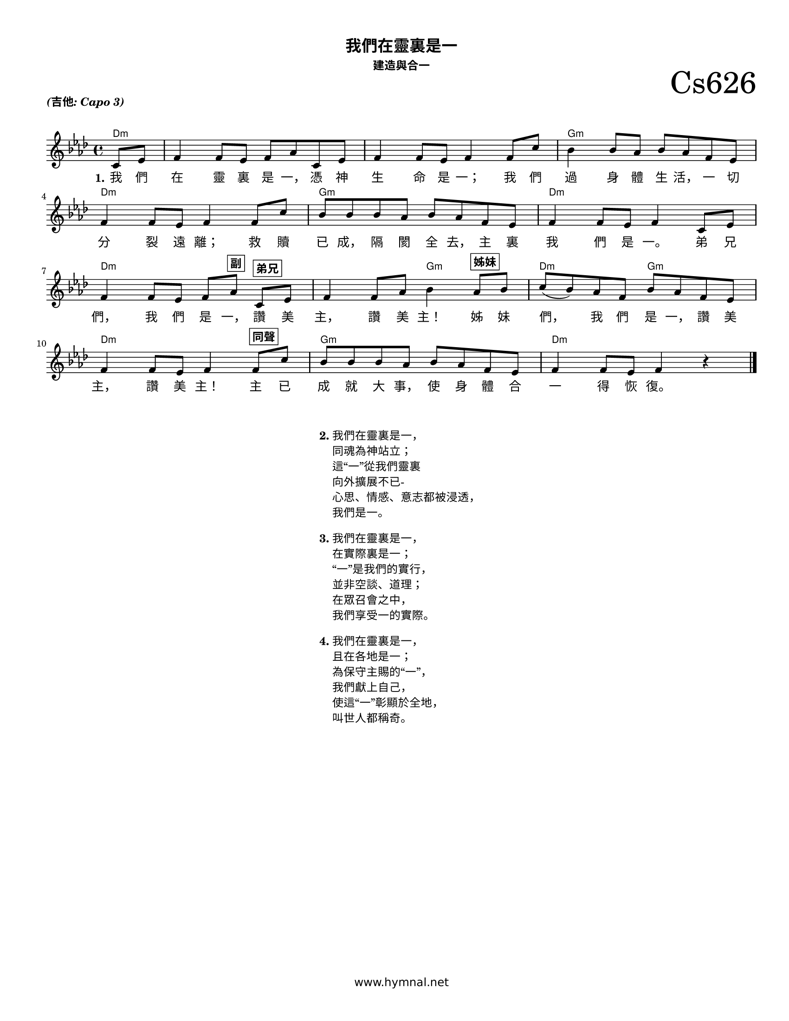 我們在靈裏是一
建造與合一
Cs626
(吉他: Capo 3)
Dm Gm
1. 我 們 在 靈 裏 是 一, 憑 神 生 命 是 一; 我 們 過 身 體 生 活, 一 切
4 Dm Gm Dm
分 裂 遠 離; 救 贖 已 成, 隔 閡 全 去, 主 裏 我 們 是 一。 弟 兄
7 Dm 副 弟兄 Gm 姊妹 Dm Gm
們, 我 們 是 一, 讚 美 主, 讚 美 主! 姊 妹 們, 我 們 是 一, 讚 美
10 Dm 同聲 Gm Dm
主, 讚 美 主! 主 已 成 就 大 事, 使 身 體 合 一 得 恢 復。
2. 我們在靈裏是一,
同魂為神站立;
這“一”從我們靈裏
向外擴展不已-
心思、情感、意志都被浸透,
我們是一。
3. 我們在靈裏是一,
在實際裏是一;
“一”是我們的實行,
並非空談、道理;
在眾召會之中,
我們享受一的實際。
4. 我們在靈裏是一,
且在各地是一;
為保守主賜的“一”,
我們獻上自己,
使這“一”彰顯於全地,
叫世人都稱奇。
www.hymnal.net